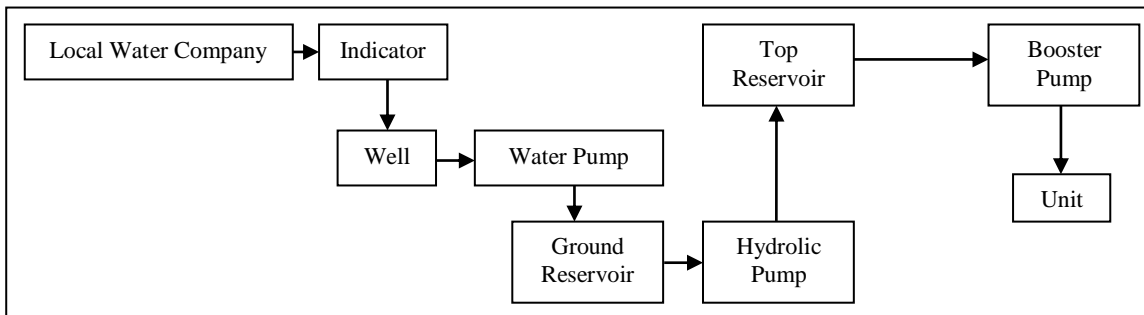 Local Water Company
Indicator
Well
Water Pump
Ground
Reservoir
Hydrolic
Pump
Top
Reservoir
Booster
Pump
Unit